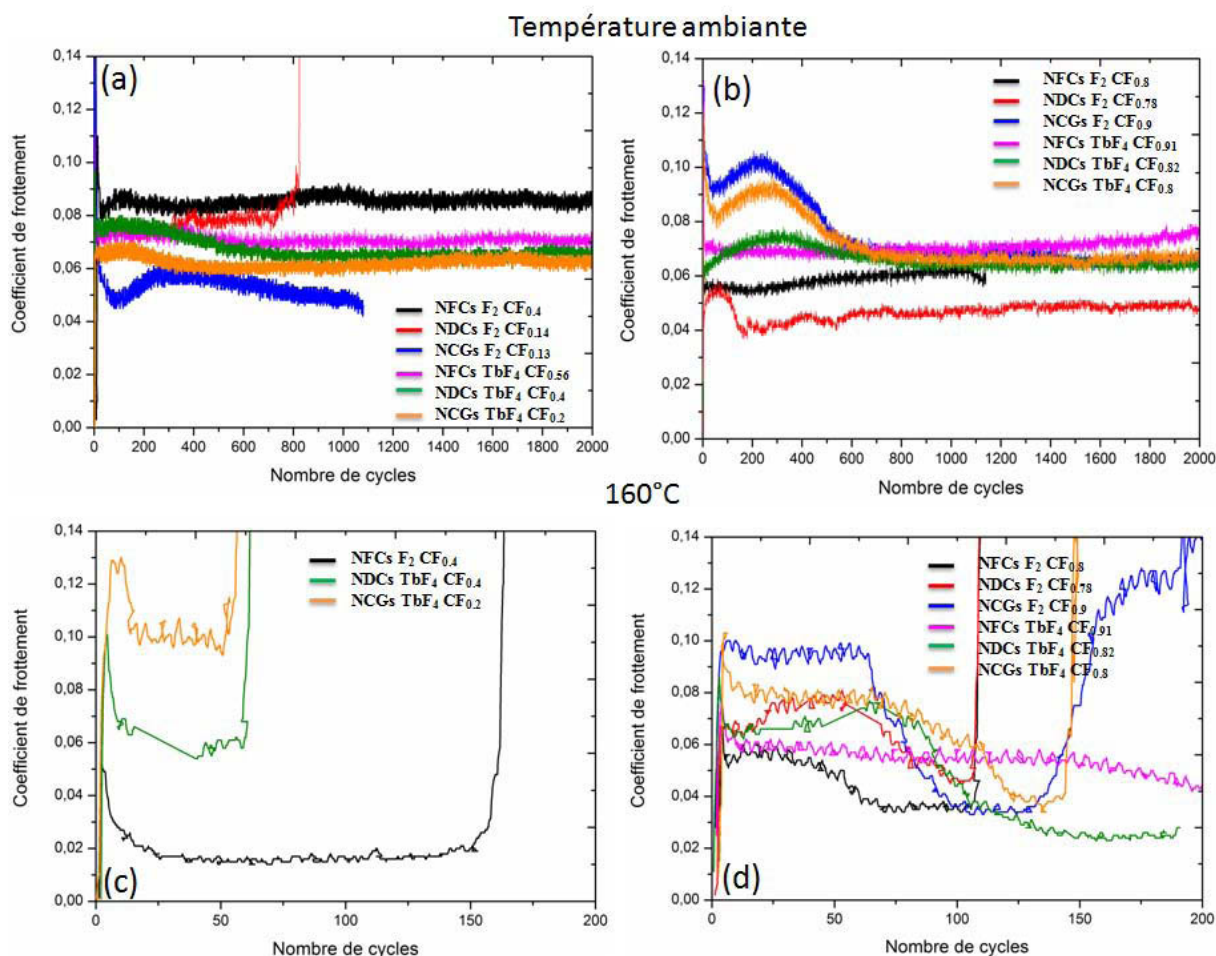 Température ambiante
(a)
Coefficient de frottement
0,14
0,12
0,10
0,08
0,06
0,04
0,02
0,00
NFCs F₂ CF₀.₄
NDCs F₂ CF₀.₁₄
NCGs F₂ CF₀.₁₃
NFCs TbF₄ CF₀.₅₆
NDCs TbF₄ CF₀.₄
NCGs TbF₄ CF₀.₂
0 200 400 600 800 1000 1200 1400 1600 1800 2000
Nombre de cycles
(b)
Coefficient de frottement
0,14
0,12
0,10
0,08
0,06
0,04
0,02
0,00
NFCs F₂ CF₀.₈
NDCs F₂ CF₀.₇₈
NCGs F₂ CF₀.₉
NFCs TbF₄ CF₀.₉₁
NDCs TbF₄ CF₀.₈₂
NCGs TbF₄ CF₀.₈
0 200 400 600 800 1000 1200 1400 1600 1800 2000
Nombre de cycles
160°C
(c)
Coefficient de frottement
0,14
0,12
0,10
0,08
0,06
0,04
0,02
0,00
NFCs F₂ CF₀.₄
NDCs TbF₄ CF₀.₄
NCGs TbF₄ CF₀.₂
0 50 100 150 200
Nombre de cycles
(d)
Coefficient de frottement
0,14
0,12
0,10
0,08
0,06
0,04
0,02
0,00
NFCs F₂ CF₀.₈
NDCs F₂ CF₀.₇₈
NCGs F₂ CF₀.₉
NFCs TbF₄ CF₀.₉₁
NDCs TbF₄ CF₀.₈₂
NCGs TbF₄ CF₀.₈
0 50 100 150 200
Nombre de cycles